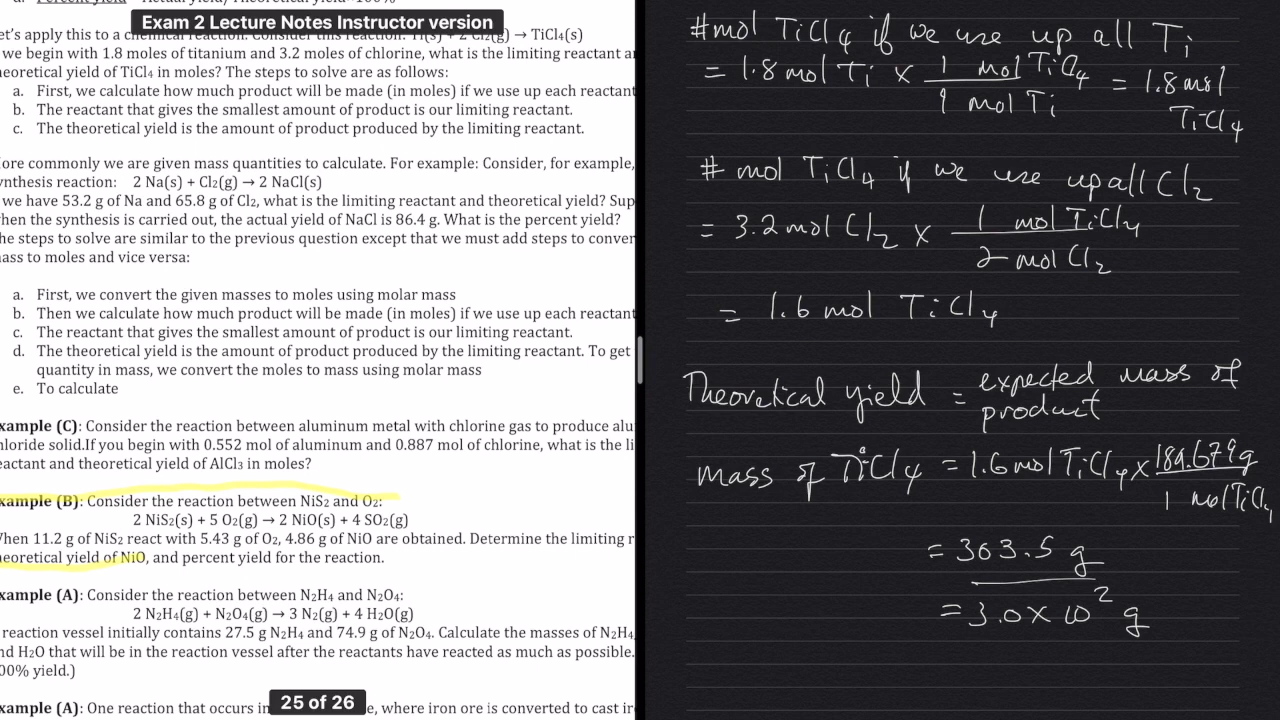 Exam 2 Lecture Notes Instructor version
et's apply this to a chemical reaction. Consider this reaction: Ti(s) + 2 Cl₂(g) → TiCl₄(s)
we begin with 1.8 moles of titanium and 3.2 moles of chlorine, what is the limiting reactant a
eoretical yield of TiCl₄ in moles? The steps to solve are as follows:
a. First, we calculate how much product will be made (in moles) if we use up each reactant
b. The reactant that gives the smallest amount of product is our limiting reactant.
c. The theoretical yield is the amount of product produced by the limiting reactant.
ore commonly we are given mass quantities to calculate. For example: Consider, for example,
ynthesis reaction: 2 Na(s) + Cl₂(g) → 2 NaCl(s)
we have 53.2 g of Na and 65.8 g of Cl₂, what is the limiting reactant and theoretical yield? Sup
hen the synthesis is carried out, the actual yield of NaCl is 86.4 g. What is the percent yield?
he steps to solve are similar to the previous question except that we must add steps to conver
ass to moles and vice versa:
a. First, we convert the given masses to moles using molar mass
b. Then we calculate how much product will be made (in moles) if we use up each reactant
c. The reactant that gives the smallest amount of product is our limiting reactant.
d. The theoretical yield is the amount of product produced by the limiting reactant. To get
quantity in mass, we convert the moles to mass using molar mass
e. To calculate
xample (C): Consider the reaction between aluminum metal with chlorine gas to produce alu
hloride solid.If you begin with 0.552 mol of aluminum and 0.887 mol of chlorine, what is the li
eactant and theoretical yield of AlCl₃ in moles?
xample (B): Consider the reaction between NiS₂ and O₂:
2 NiS₂(s) + 5 O₂(g) → 2 NiO(s) + 4 SO₂(g)
hen 11.2 g of NiS₂ react with 5.43 g of O₂, 4.86 g of NiO are obtained. Determine the limiting r
eoretical yield of NiO, and percent yield for the reaction.
xample (A): Consider the reaction between N₂H₄ and N₂O₄:
2 N₂H₄(g) + N₂O₄(g) → 3 N₂(g) + 4 H₂O(g)
reaction vessel initially contains 27.5 g N₂H₄ and 74.9 g of N₂O₄. Calculate the masses of N₂H₄,
nd H₂O that will be in the reaction vessel after the reactants have reacted as much as possible.
00% yield.)
25 of 26
xample (A): One reaction that occurs in e, where iron ore is converted to cast ir
#mol TiCl₄ if we use up all Ti
= 1.8 mol Ti × 1 mol TiCl₄ / 1 mol Ti = 1.8 mol
TiCl₄
# mol TiCl₄ if we use up all Cl₂
= 3.2 mol Cl₂ × 1 mol TiCl₄ / 2 mol Cl₂
= 1.6 mol TiCl₄
Theoretical yield = expected mass of
product
mass of TiCl₄ = 1.6 mol TiCl₄ × 189.679g / 1 mol TiCl₄
= 303.5 g
= 3.0 × 10² g